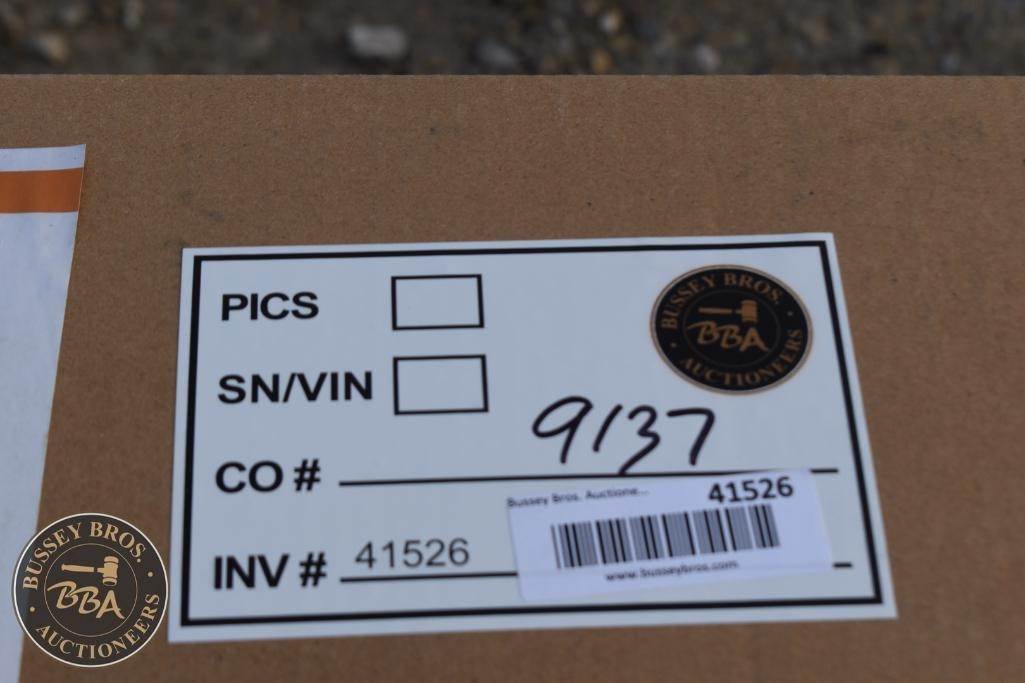 PICS
SN/VIN
CO # 9137
INV # 41526
BUSSEY BROS.
BBA
AUCTIONEERS
Bussey Bros. Auctione... 41526
www.busseybros.com
BUSSEY BROS.
BBA
AUCTIONEERS